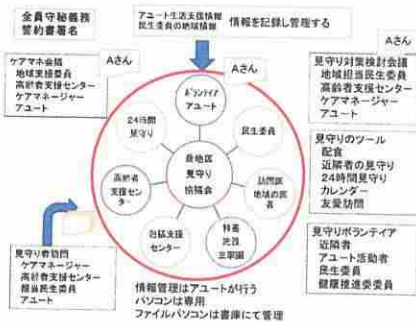 全員守秘義務
誓約書署名
アユート生活支援情報
民生委員の地域情報
情報を記録し管理する
Aさん
ケアマネ会議
地域支援委員
高齢者支援センター
ケアマネージャー
アユート
Aさん
ボランティア
アユート
24時間
見守り
民生委員
見守り
協議会
高齢者
支援センター
訪問医
地域の医
包括支援
センター
Aさん
見守り対策検討会議
地域担当民生委員
高齢者支援センター
ケアマネージャー
アユート
見守りのツール
配食
近隣者の見守り
24時間見守り
カレンダー
友愛訪問
見守りボランティア
近隣者
アユート活動者
民生委員
健康推進委委員
見守り者訪問
ケアマネージャー
高齢者支援センター
担当民生委員
アユート
情報管理はアユートが行う
パソコンは専用
ファイルパソコンは書庫にて管理